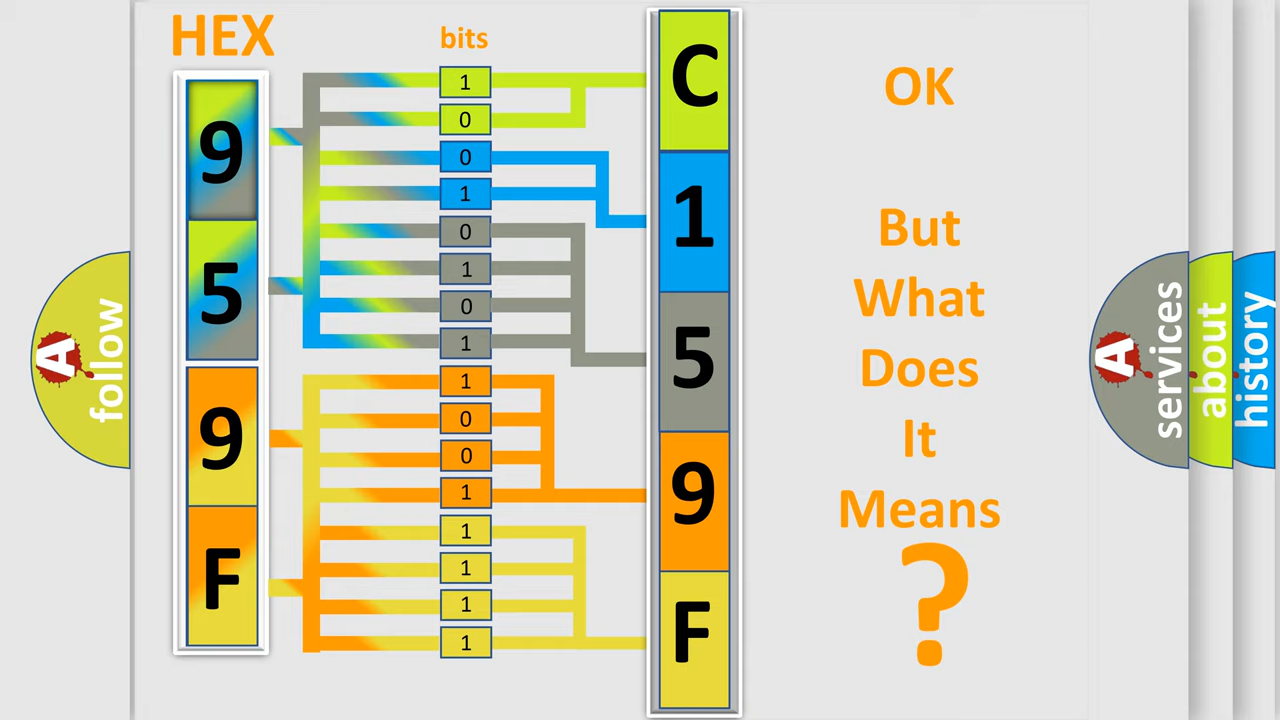 HEX
bits
9
5
9
F
1
0
0
1
0
1
0
1
1
0
0
1
1
1
1
1
C
1
5
9
F
OK
But
What
Does
It
Means
?
A
follow
A
services
about
history